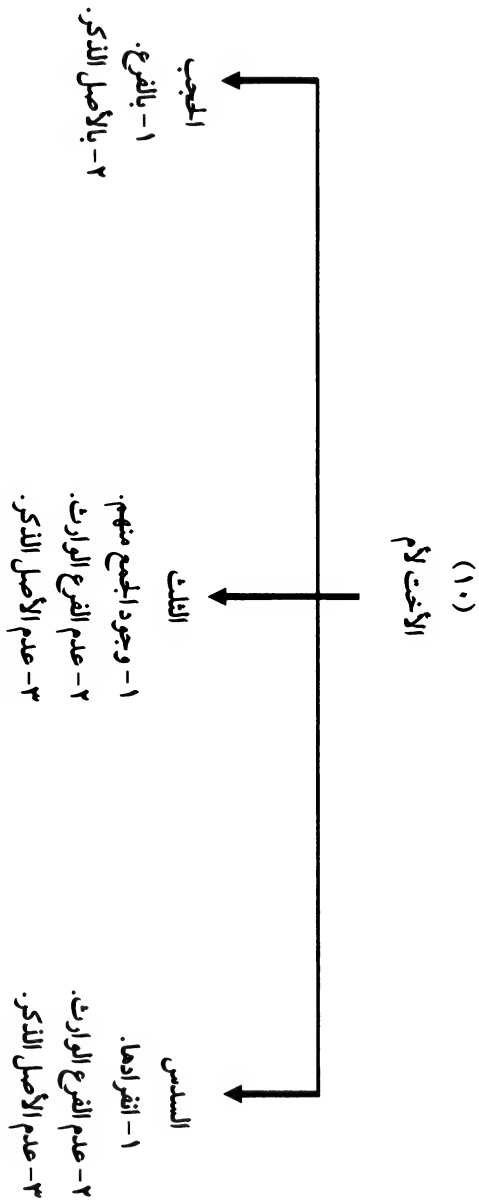 (١٠)
الأخت لأم
السدس
١- انفرادها.
٢- عدم الفرع الوارث.
٣- عدم الأصل الذكر.
الثلث
١- وجود الجمع منهم.
٢- عدم الفرع الوارث.
٣- عدم الأصل الذكر.
الحجب
١- بالفرع.
٢- بالأصل الذكر.